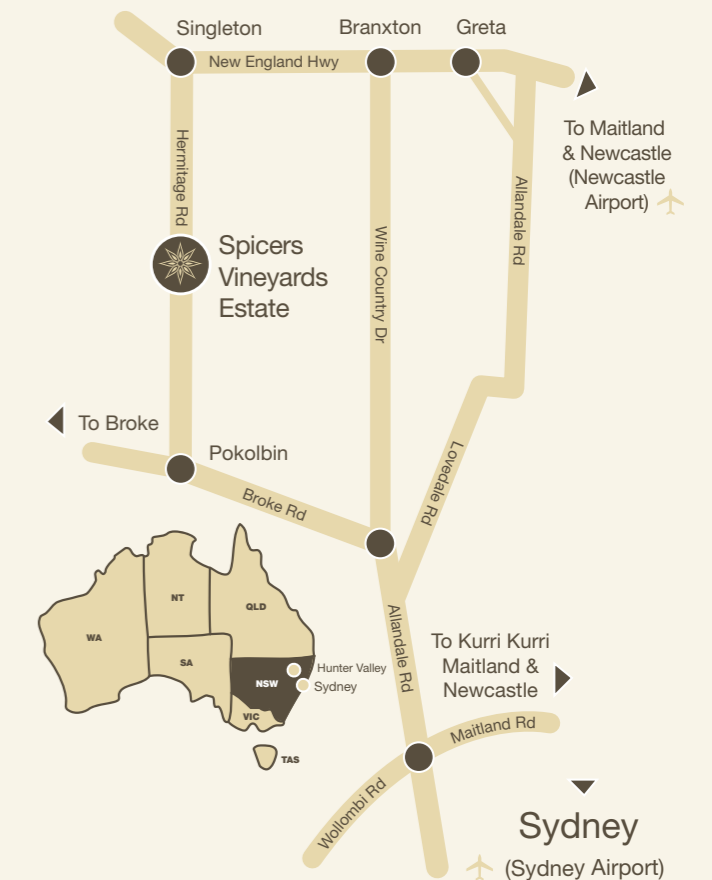 Singleton
Branxton
Greta
New England Hwy
To Maitland
& Newcastle
(Newcastle
Airport)
Hermitage Rd
Allandale Rd
Wine Country Dr
Spicers
Vineyards
Estate
To Broke
Pokolbin
Lovedale Rd
Broke Rd
NT
QLD
WA
SA
NSW
VIC
TAS
Hunter Valley
Sydney
Allandale Rd
To Kurri Kurri
Maitland &
Newcastle
Maitland Rd
Wollombi Rd
Sydney
(Sydney Airport)